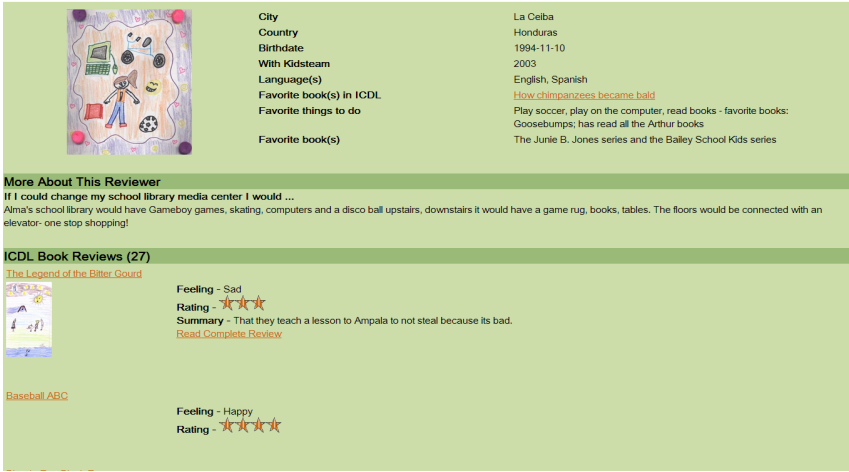 City La Ceiba
Country Honduras
Birthdate 1994-11-10
With Kidsteam 2003
Language(s) English, Spanish
Favorite book(s) in ICDL How chimpanzees became bald
Favorite things to do Play soccer, play on the computer, read books - favorite books:
Goosebumps; has read all the Arthur books
Favorite book(s) The Junie B. Jones series and the Bailey School Kids series
More About This Reviewer
If I could change my school library media center I would ...
Alma's school library would have Gameboy games, skating, computers and a disco ball upstairs, downstairs it would have a game rug, books, tables. The floors would be connected with an
elevator- one stop shopping!
ICDL Book Reviews (27)
The Legend of the Bitter Gourd
Feeling - Sad
Rating -
Summary - That they teach a lesson to Ampala to not steal because its bad.
Read Complete Review
Baseball ABC
Feeling - Happy
Rating -